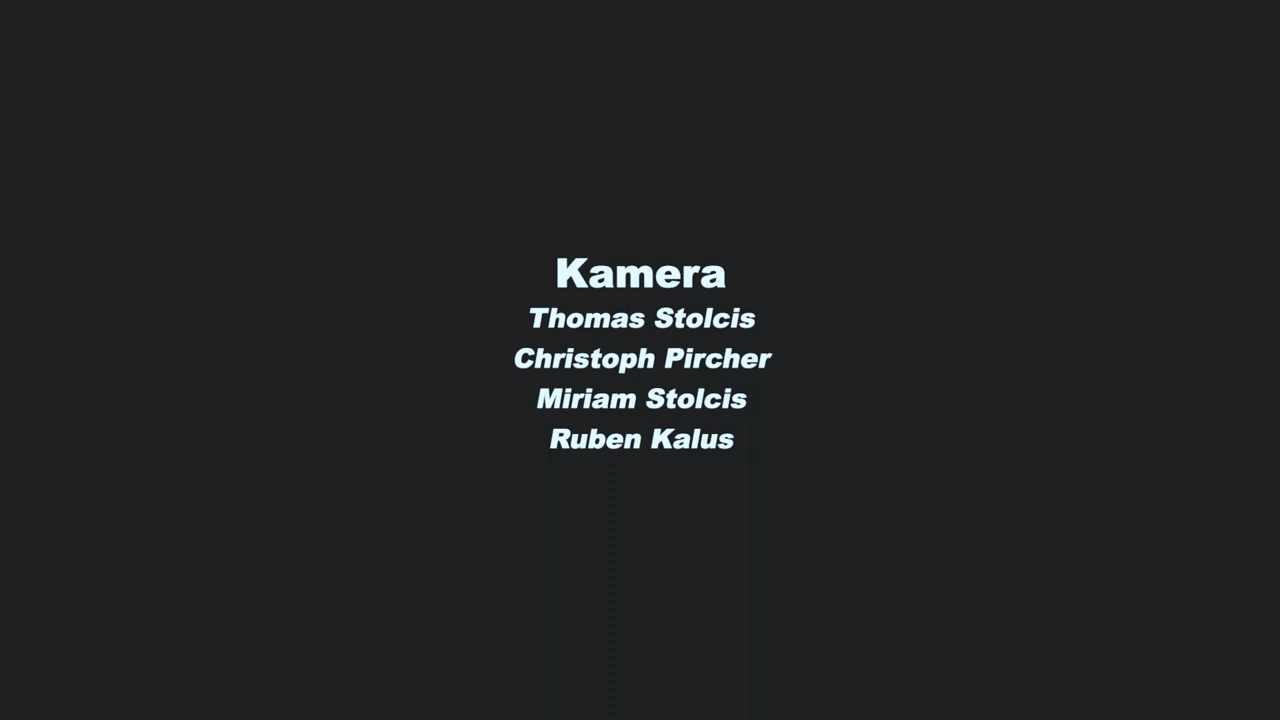 Kamera
Thomas Stolcis
Christoph Pircher
Miriam Stolcis
Ruben Kalus